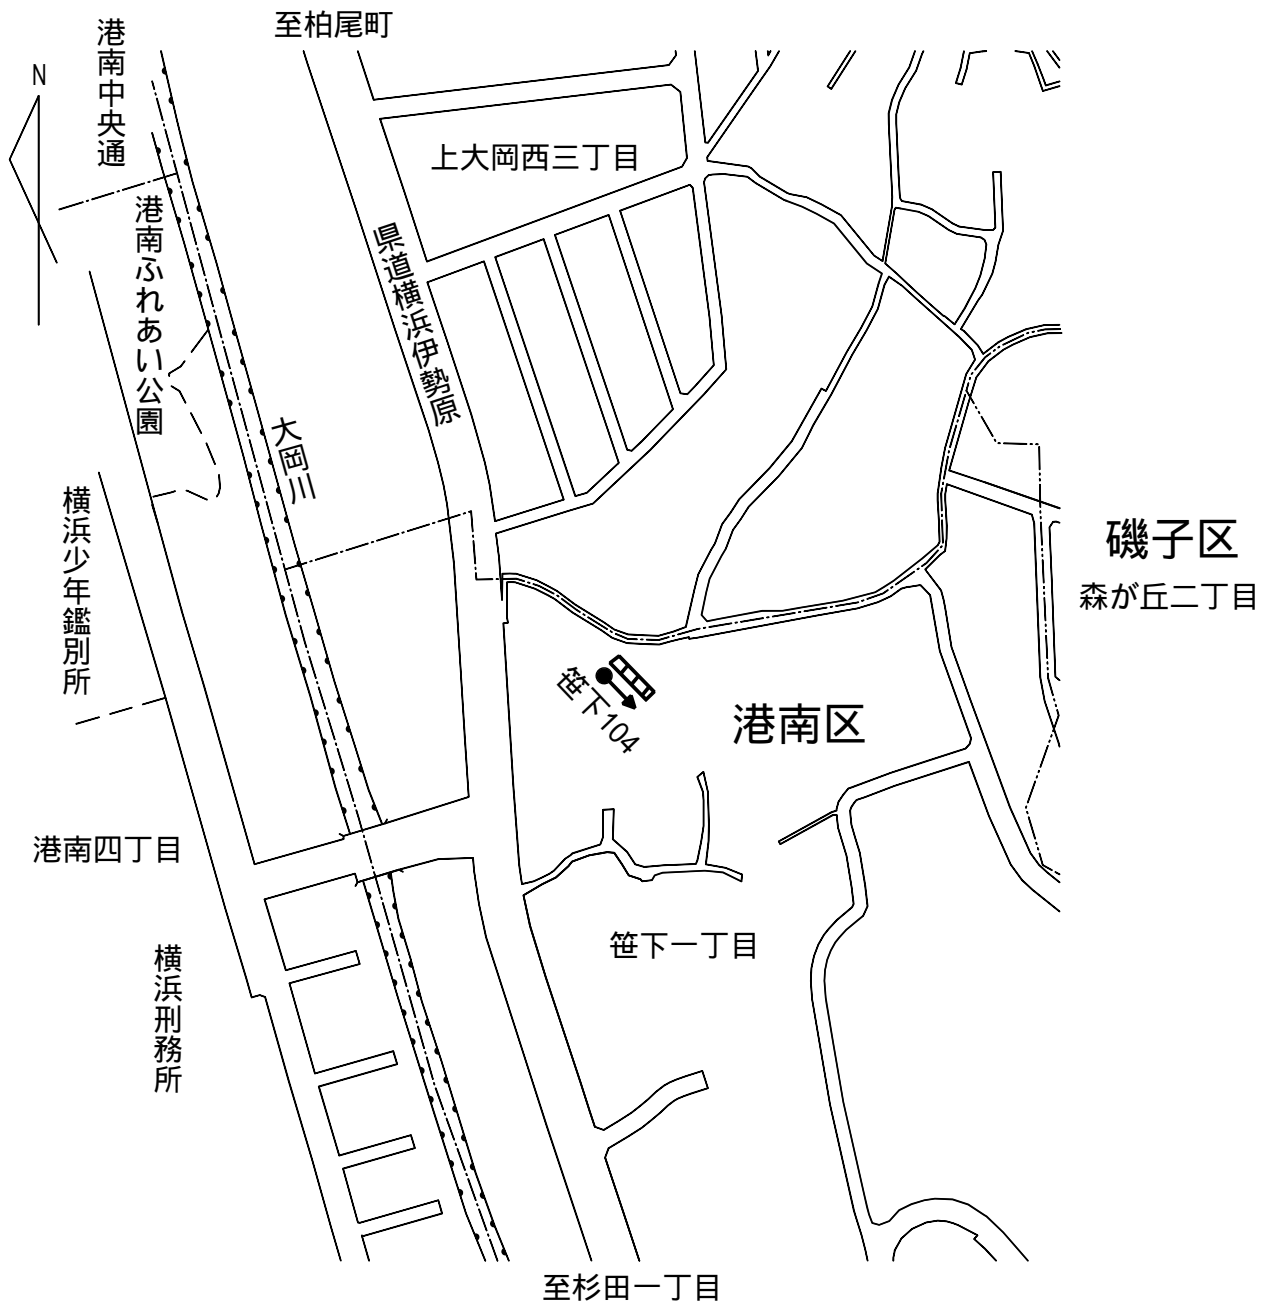 至柏尾町
港南中央通
N
上大岡西三丁目
港南ふれあい公園
県道横浜伊勢原
大岡川
横浜少年鑑別所
磯子区
森が丘二丁目
笹下104
港南区
港南四丁目
笹下一丁目
横浜刑務所
至杉田一丁目